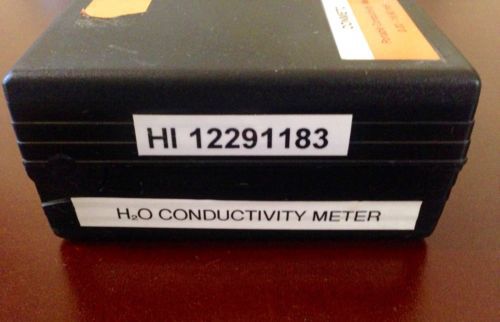 HI 12291183
H₂O CONDUCTIVITY METER